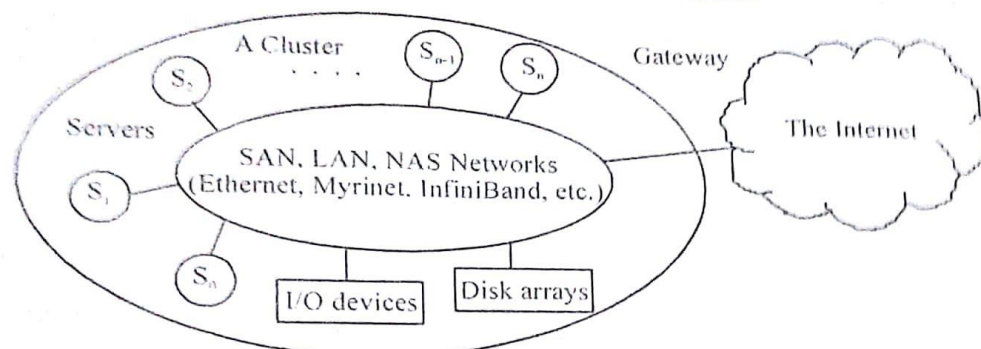 A Cluster
. . . .
S₂
Sₙ₋₁
Sₙ
Gateway
Servers
The Internet
SAN, LAN, NAS Networks
(Ethernet, Myrinet. InfiniBand, etc.)
S₁
I/O devices
Disk arrays